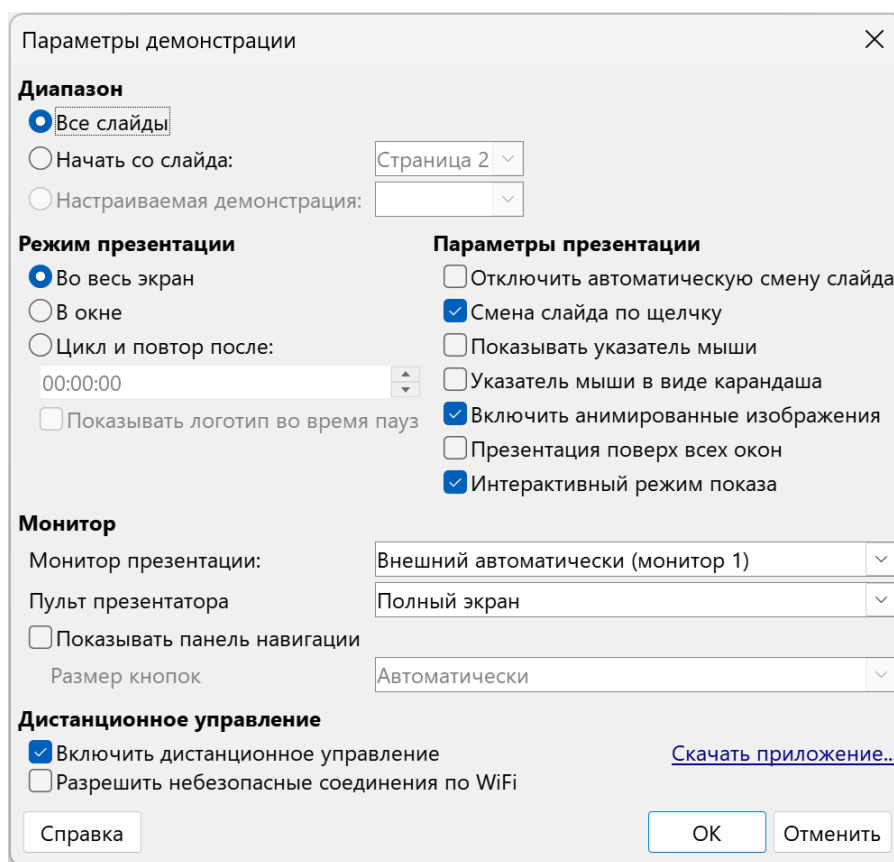 Параметры демонстрации
Диапазон
Все слайды
Начать со слайда: Страница 2
Настраиваемая демонстрация:
Режим презентации
Во весь экран
В окне
Цикл и повтор после:
00:00:00
Показывать логотип во время пауз
Параметры презентации
Отключить автоматическую смену слайда
Смена слайда по щелчку
Показывать указатель мыши
Указатель мыши в виде карандаша
Включить анимированные изображения
Презентация поверх всех окон
Интерактивный режим показа
Монитор
Монитор презентации: Внешний автоматически (монитор 1)
Пульт презентатора Полный экран
Показывать панель навигации
Размер кнопок Автоматически
Дистанционное управление
Включить дистанционное управление Скачать приложение...
Разрешить небезопасные соединения по WiFi
Справка ОК Отменить